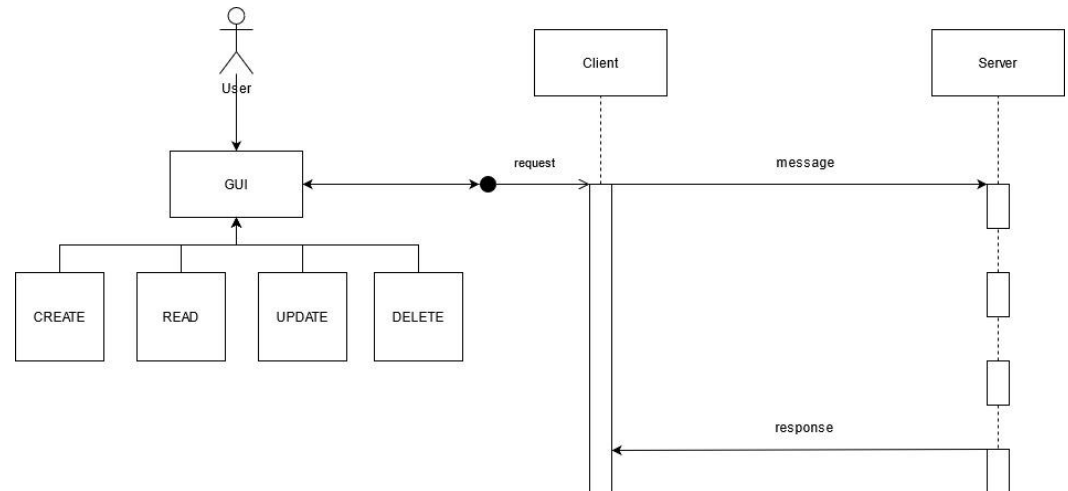 User
Client
Server
GUI
request
message
CREATE
READ
UPDATE
DELETE
response